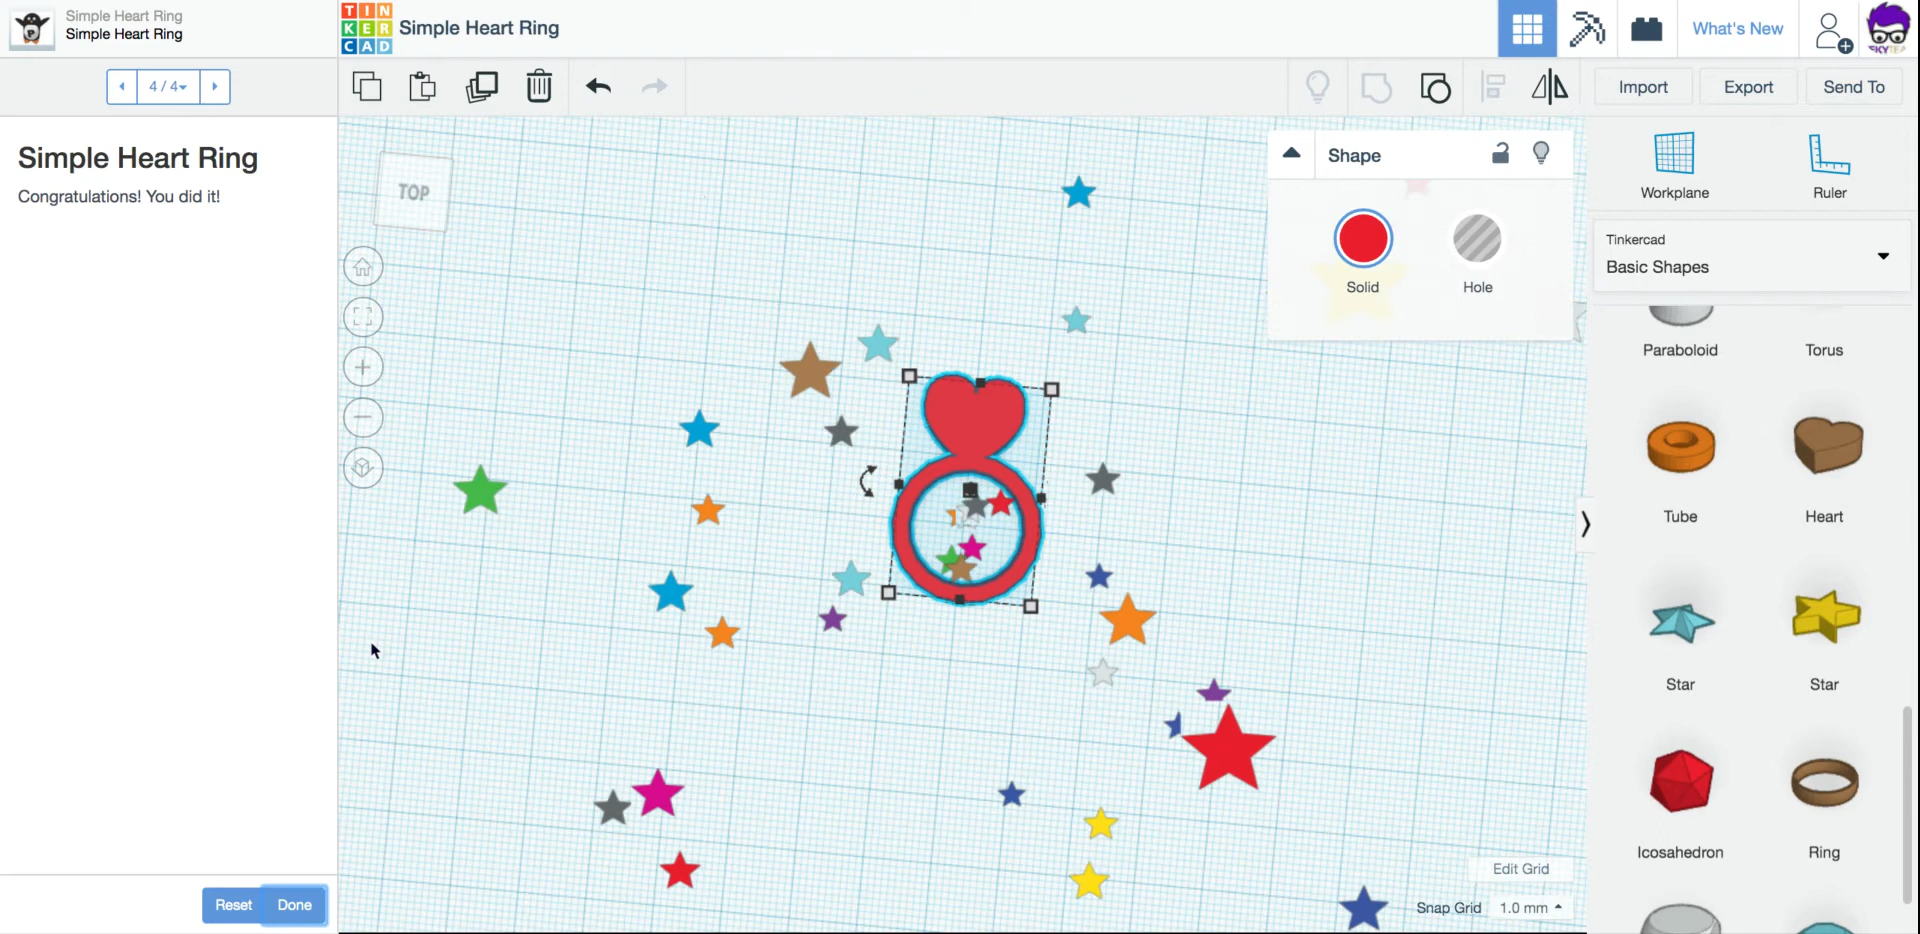 Simple Heart Ring
Simple Heart Ring
TIN
KER
CAD
Simple Heart Ring
What's New
4 / 4
Import
Export
Send To
Simple Heart Ring
Congratulations! You did it!
TOP
Shape
Solid
Hole
Workplane
Ruler
Tinkercad
Basic Shapes
Paraboloid
Torus
Tube
Heart
Star
Star
Icosahedron
Ring
Edit Grid
Snap Grid
1.0 mm
Reset
Done